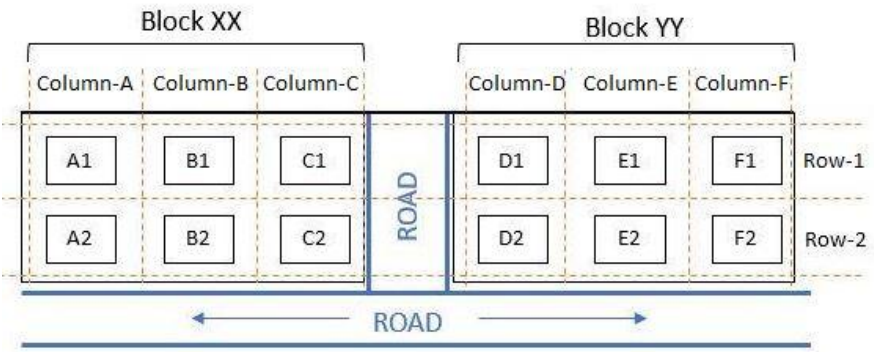 Block XX Block YY
Column-A Column-B Column-C Column-D Column-E Column-F
A1 B1 C1 D1 E1 F1 Row-1
ROAD
A2 B2 C2 D2 E2 F2 Row-2
ROAD